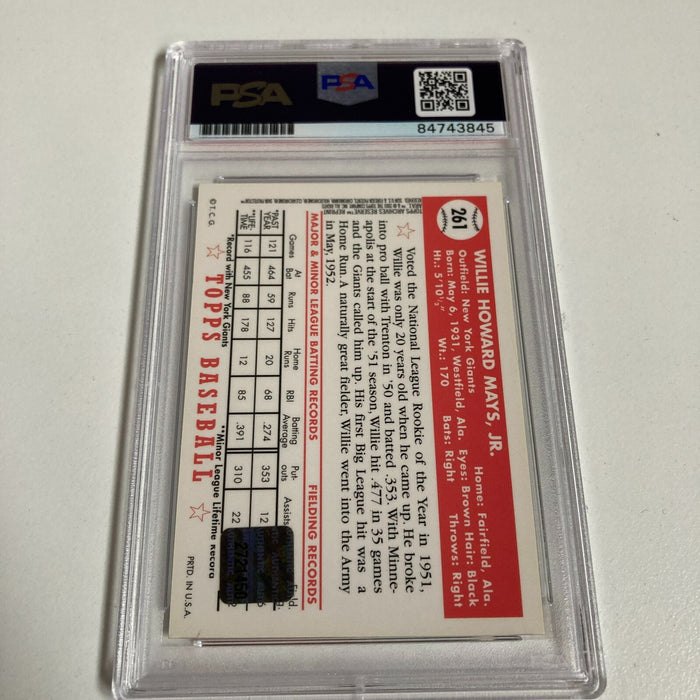 PSA
PSA
84743845
261
WILLIE HOWARD MAYS, JR.
Outfield: New York Giants
Home: Fairfield, Ala.
Born: May 6, 1931, Westfield, Ala. Eyes: Brown Hair: Black
Ht.: 5'10½" Wt.: 170 Bats: Right Throws: Right
Voted the National League Rookie of the Year in 1951,
Willie was only 20 years old when he came up. He broke
into pro ball with Trenton in '50 and batted .353. With Minne-
apolis at the start of the '51 season, Willie hit .477 in 35 games
and the Giants called him up. His first Big League hit was a
Home Run. A naturally great fielder, Willie went into the Army
in May, 1952.
MAJOR & MINOR LEAGUE BATTING RECORDS FIELDING RECORDS
Games At Bat Runs Hits Home Runs RBI Batting Average Put-outs Assists Field.
*PAST YEAR 121 464 59 127 20 68 .274 353 12
**LIFE-TIME 116 455 88 178 12 85 .391 310 22
*Record with New York Giants **Minor League Lifetime Record
TOPPS BASEBALL
©T.C.G.
PRTD. IN U.S.A.